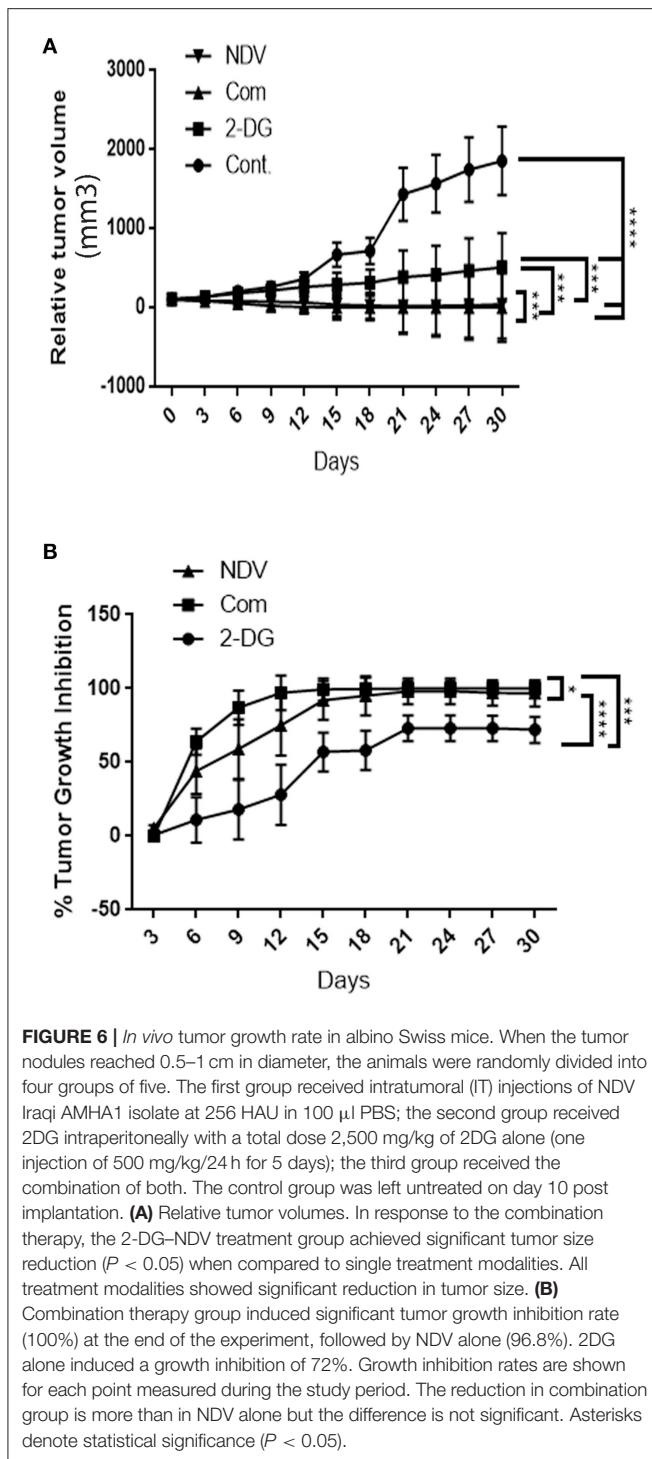 A
NDV
Com
2-DG
Cont.
3000
2000
1000
0
-1000
Relative tumor volume
(mm3)
0 3 6 9 12 15 18 21 24 27 30
Days
***
***
***
****
B
NDV
Com
2-DG
150
100
50
0
-50
% Tumor Growth Inhibition
3 6 9 12 15 18 21 24 27 30
Days
*
****
***
FIGURE 6 | In vivo tumor growth rate in albino Swiss mice. When the tumor
nodules reached 0.5–1 cm in diameter, the animals were randomly divided into
four groups of five. The first group received intratumoral (IT) injections of NDV
Iraqi AMHA1 isolate at 256 HAU in 100 μl PBS; the second group received
2DG intraperitoneally with a total dose 2,500 mg/kg of 2DG alone (one
injection of 500 mg/kg/24 h for 5 days); the third group received the
combination of both. The control group was left untreated on day 10 post
implantation. (A) Relative tumor volumes. In response to the combination
therapy, the 2-DG–NDV treatment group achieved significant tumor size
reduction (P < 0.05) when compared to single treatment modalities. All
treatment modalities showed significant reduction in tumor size. (B)
Combination therapy group induced significant tumor growth inhibition rate
(100%) at the end of the experiment, followed by NDV alone (96.8%). 2DG
alone induced a growth inhibition of 72%. Growth inhibition rates are shown
for each point measured during the study period. The reduction in combination
group is more than in NDV alone but the difference is not significant. Asterisks
denote statistical significance (P < 0.05).